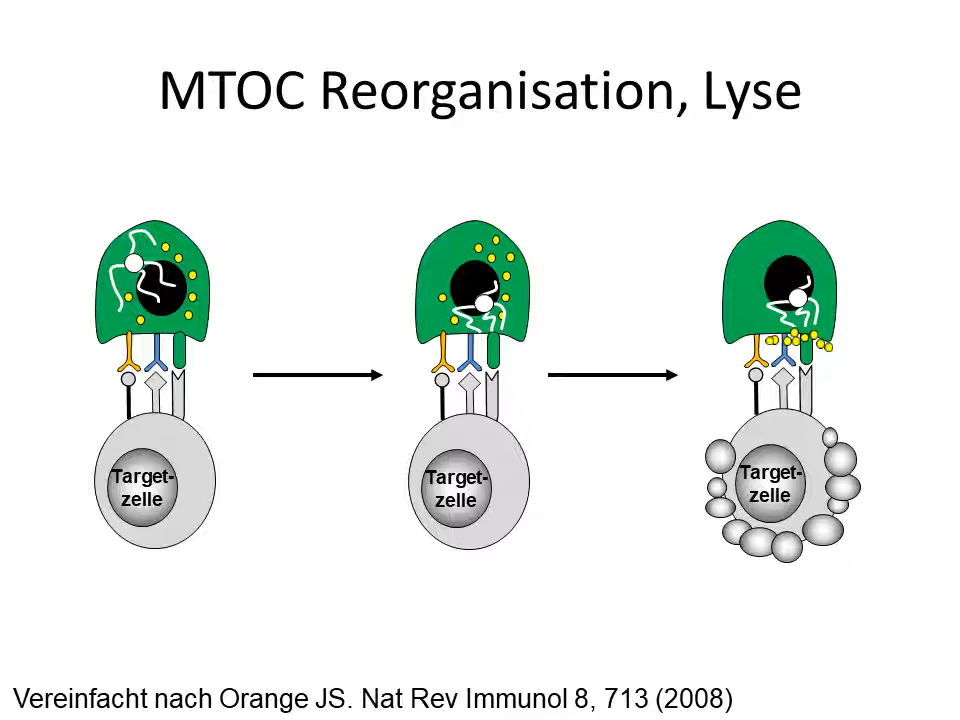 MTOC Reorganisation, Lyse
Target-
zelle
Target-
zelle
Target-
zelle
Vereinfacht nach Orange JS. Nat Rev Immunol 8, 713 (2008)